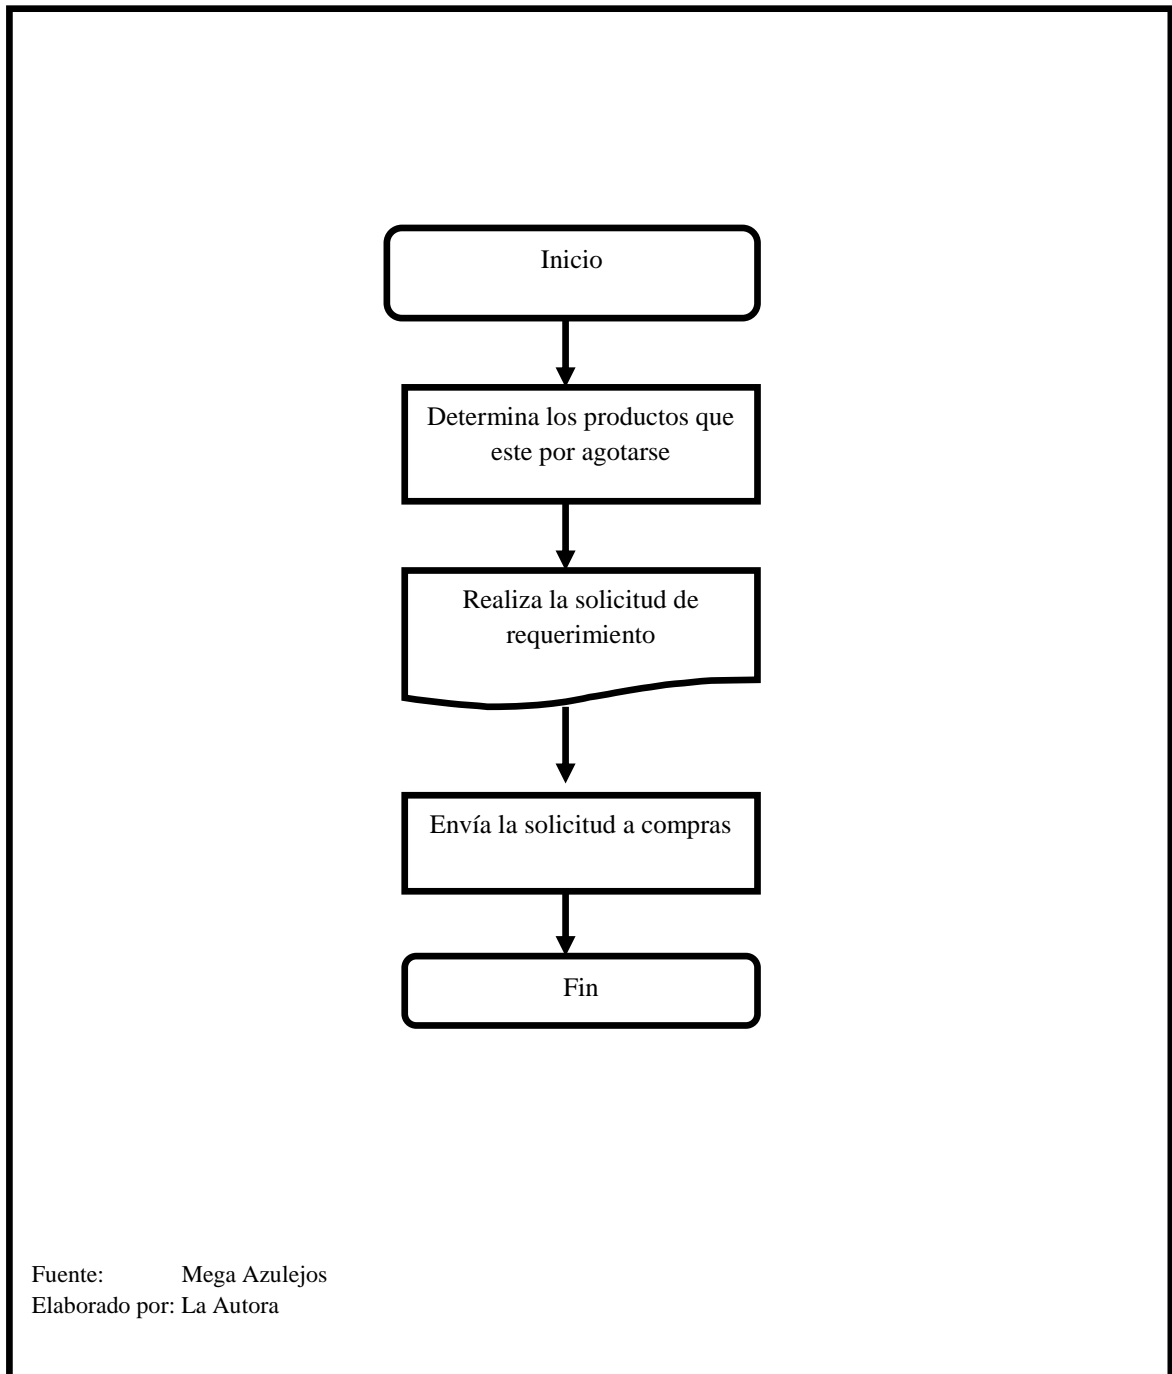 Inicio
Determina los productos que
este por agotarse
Realiza la solicitud de
requerimiento
Envía la solicitud a compras
Fin
Fuente: Mega Azulejos
Elaborado por: La Autora